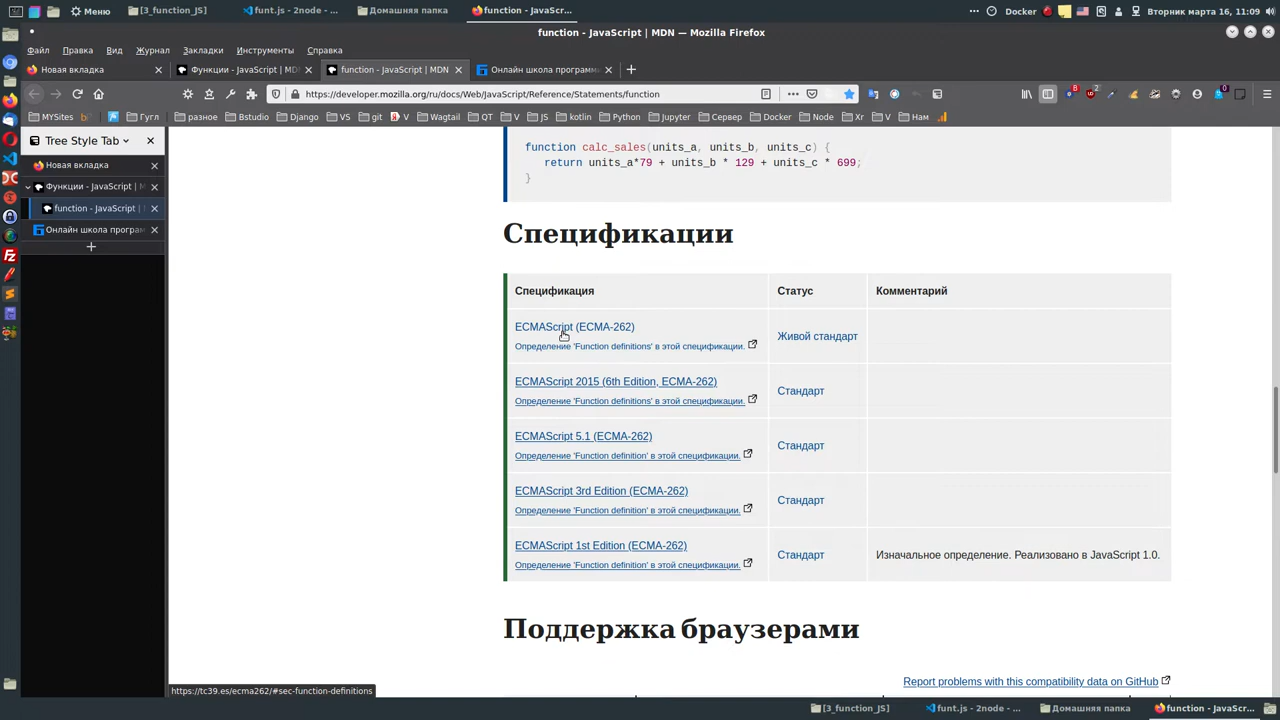 Меню
[3_function_JS]
funt.js - 2node - ...
Домашняя папка
function - JavaSc...
Docker
Вторник марта 16, 11:09
function - JavaScript | MDN — Mozilla Firefox
Файл Правка Вид Журнал Закладки Инструменты Справка
Новая вкладка
Функции - JavaScript | MDN
function - JavaScript | MDN
Онлайн школа программ
https://developer.mozilla.org/ru/docs/Web/JavaScript/Reference/Statements/function
MYSites Гугл разное Bstudio Django VS git V Wagtail QT V JS kotlin Python Jupyter Сервер Docker Node Xr V Нам
Tree Style Tab
Новая вкладка
Функции - JavaScript | M
function - JavaScript |
Онлайн школа програм
function calc_sales(units_a, units_b, units_c) {
return units_a*79 + units_b * 129 + units_c * 699;
}
Спецификации
Спецификация Статус Комментарий
ECMAScript (ECMA-262)
Определение 'Function definitions' в этой спецификации.
Живой стандарт
ECMAScript 2015 (6th Edition, ECMA-262)
Определение 'Function definitions' в этой спецификации.
Стандарт
ECMAScript 5.1 (ECMA-262)
Определение 'Function definition' в этой спецификации.
Стандарт
ECMAScript 3rd Edition (ECMA-262)
Определение 'Function definition' в этой спецификации.
Стандарт
ECMAScript 1st Edition (ECMA-262)
Определение 'Function definition' в этой спецификации.
Стандарт
Изначальное определение. Реализовано в JavaScript 1.0.
Поддержка браузерами
Report problems with this compatibility data on GitHub
https://tc39.es/ecma262/#sec-function-definitions
[3_function_JS]
funt.js - 2node - ...
Домашняя папка
function - JavaScr...